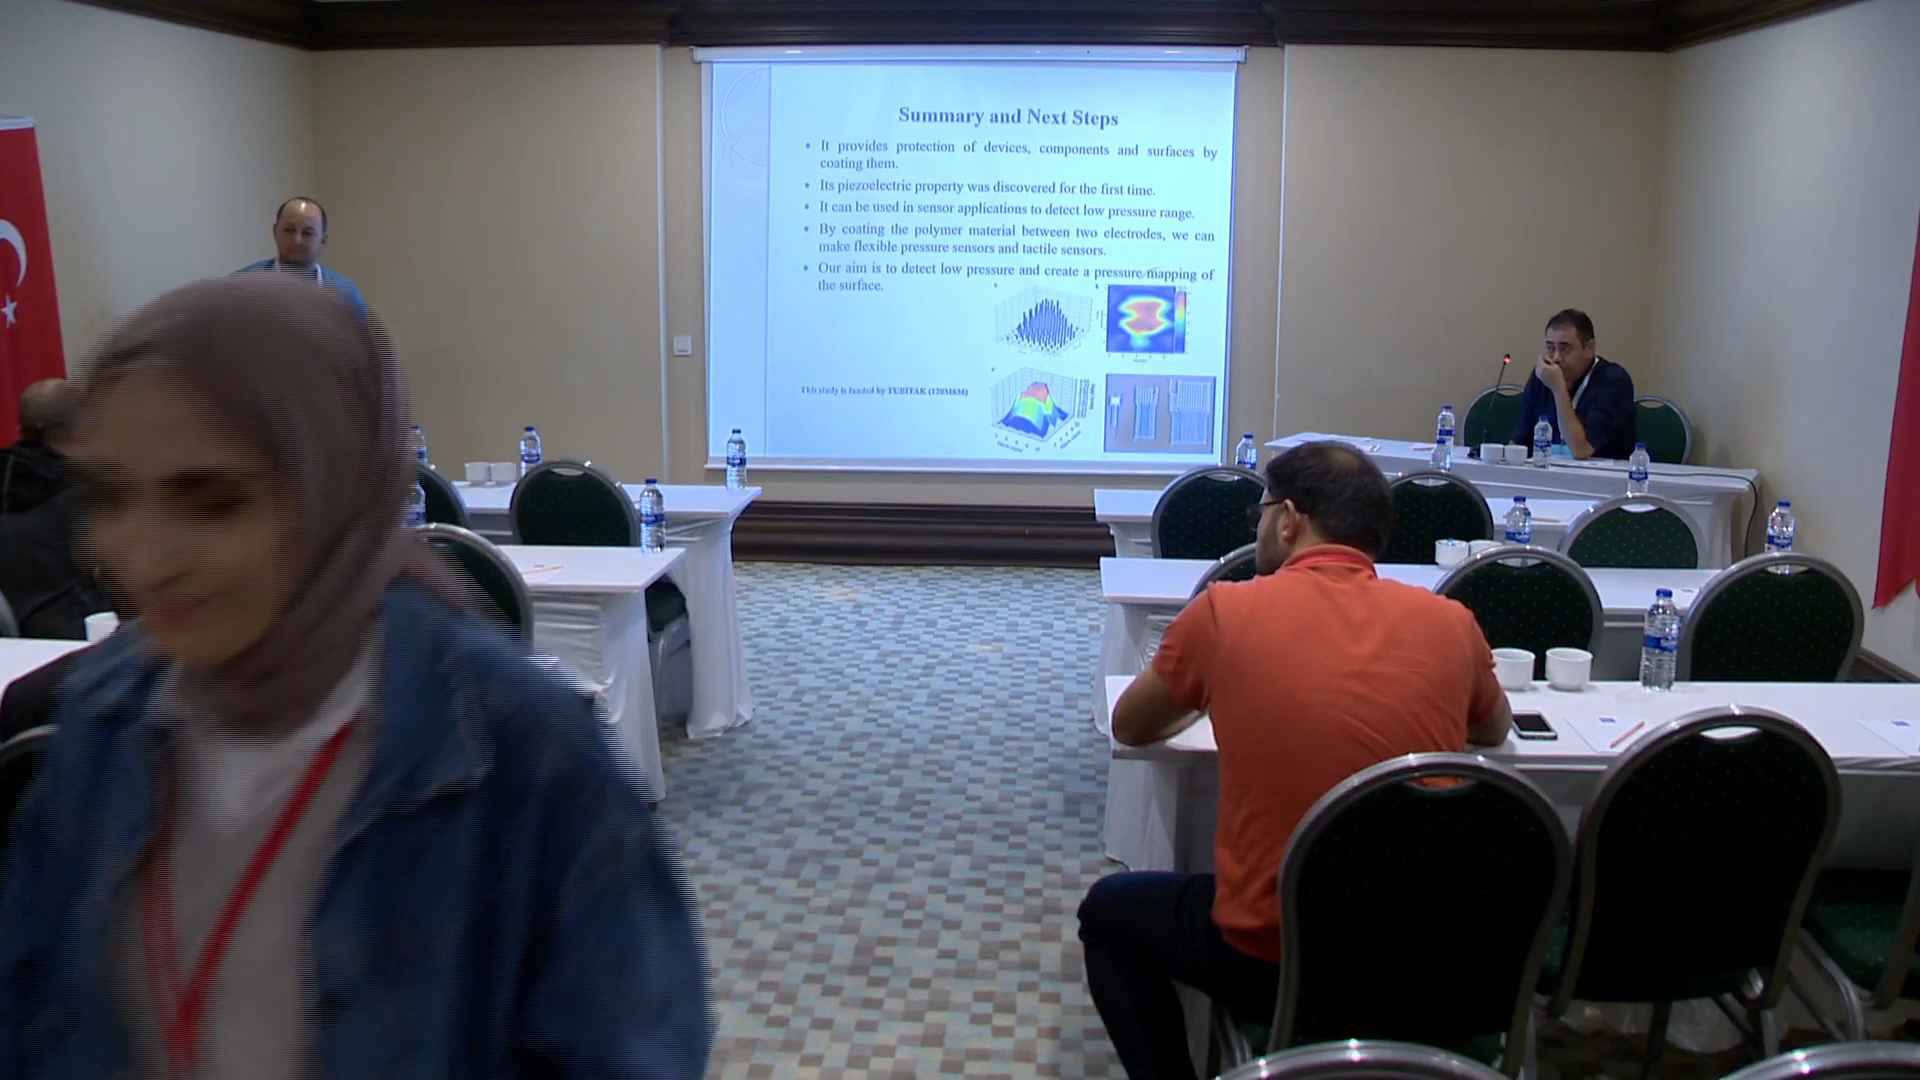 Summary and Next Steps
• It provides protection of devices, components and surfaces by
coating them.
• Its piezoelectric property was discovered for the first time.
• It can be used in sensor applications to detect low pressure range.
• By coating the polymer material between two electrodes, we can
make flexible pressure sensors and tactile sensors.
• Our aim is to detect low pressure and create a pressure mapping of
the surface.
This study is funded by TUBITAK (120M636)